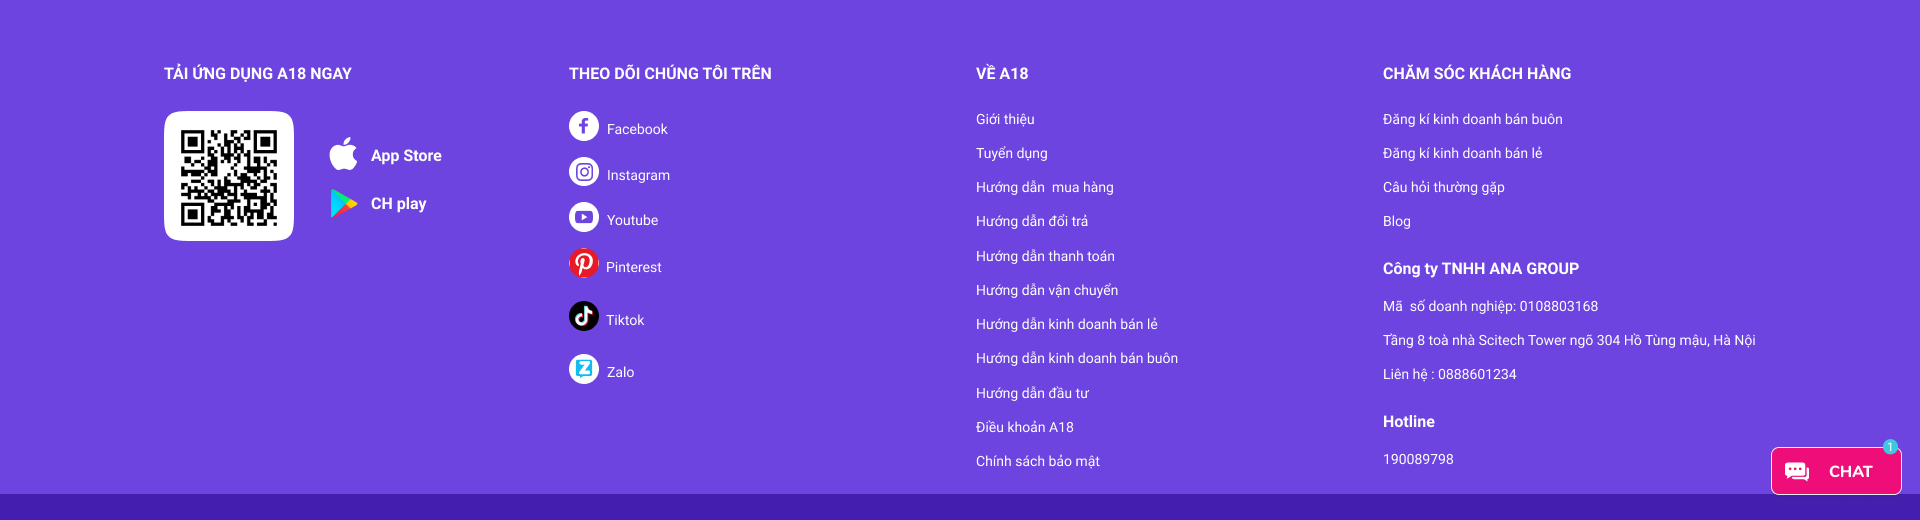 TẢI ỨNG DỤNG A18 NGAY
App Store
CH play
THEO DÕI CHÚNG TÔI TRÊN
Facebook
Instagram
Youtube
Pinterest
Tiktok
Zalo
VỀ A18
Giới thiệu
Tuyển dụng
Hướng dẫn  mua hàng
Hướng dẫn đổi trả
Hướng dẫn thanh toán
Hướng dẫn vận chuyển
Hướng dẫn kinh doanh bán lẻ
Hướng dẫn kinh doanh bán buôn
Hướng dẫn đầu tư
Điều khoản A18
Chính sách bảo mật
CHĂM SÓC KHÁCH HÀNG
Đăng kí kinh doanh bán buôn
Đăng kí kinh doanh bán lẻ
Câu hỏi thường gặp
Blog
Công ty TNHH ANA GROUP
Mã  số doanh nghiệp: 0108803168
Tầng 8 toà nhà Scitech Tower ngõ 304 Hồ Tùng mậu, Hà Nội
Liên hệ : 0888601234
Hotline
190089798
1
CHAT